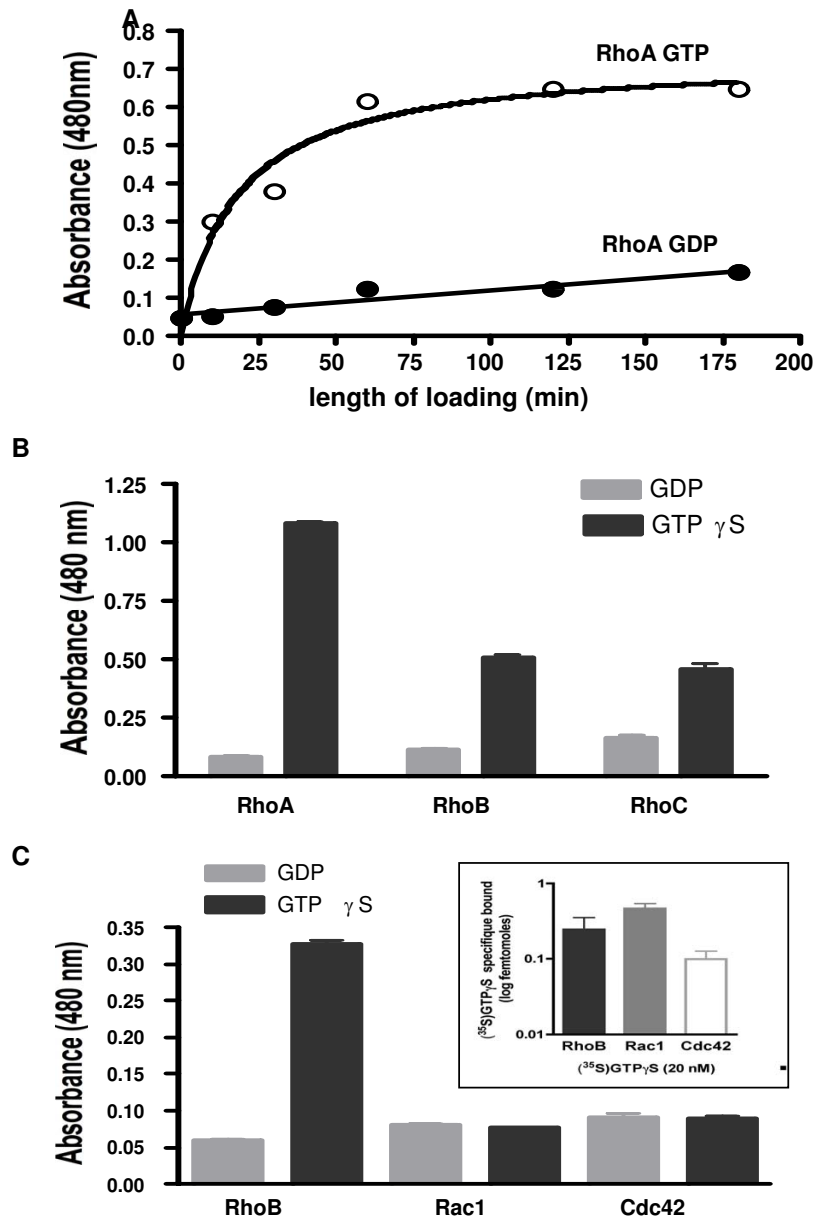 A
0.8
0.7
0.6
0.5
0.4
0.3
0.2
0.1
0.0
Absorbance (480nm)
RhoA GTP
RhoA GDP
0 25 50 75 100 125 150 175 200
length of loading (min)
B
1.25
1.00
0.75
0.50
0.25
0.00
Absorbance (480 nm)
GDP
GTP γ S
RhoA RhoB RhoC
C
GDP
GTP γ S
0.35
0.30
0.25
0.20
0.15
0.10
0.05
0.00
Absorbance (480 nm)
RhoB Rac1 Cdc42
(³⁵S)GTPγS specifique bound
(log femtomoles)
1
0.1
0.01
RhoB Rac1 Cdc42
(³⁵S)GTPγS (20 nM)